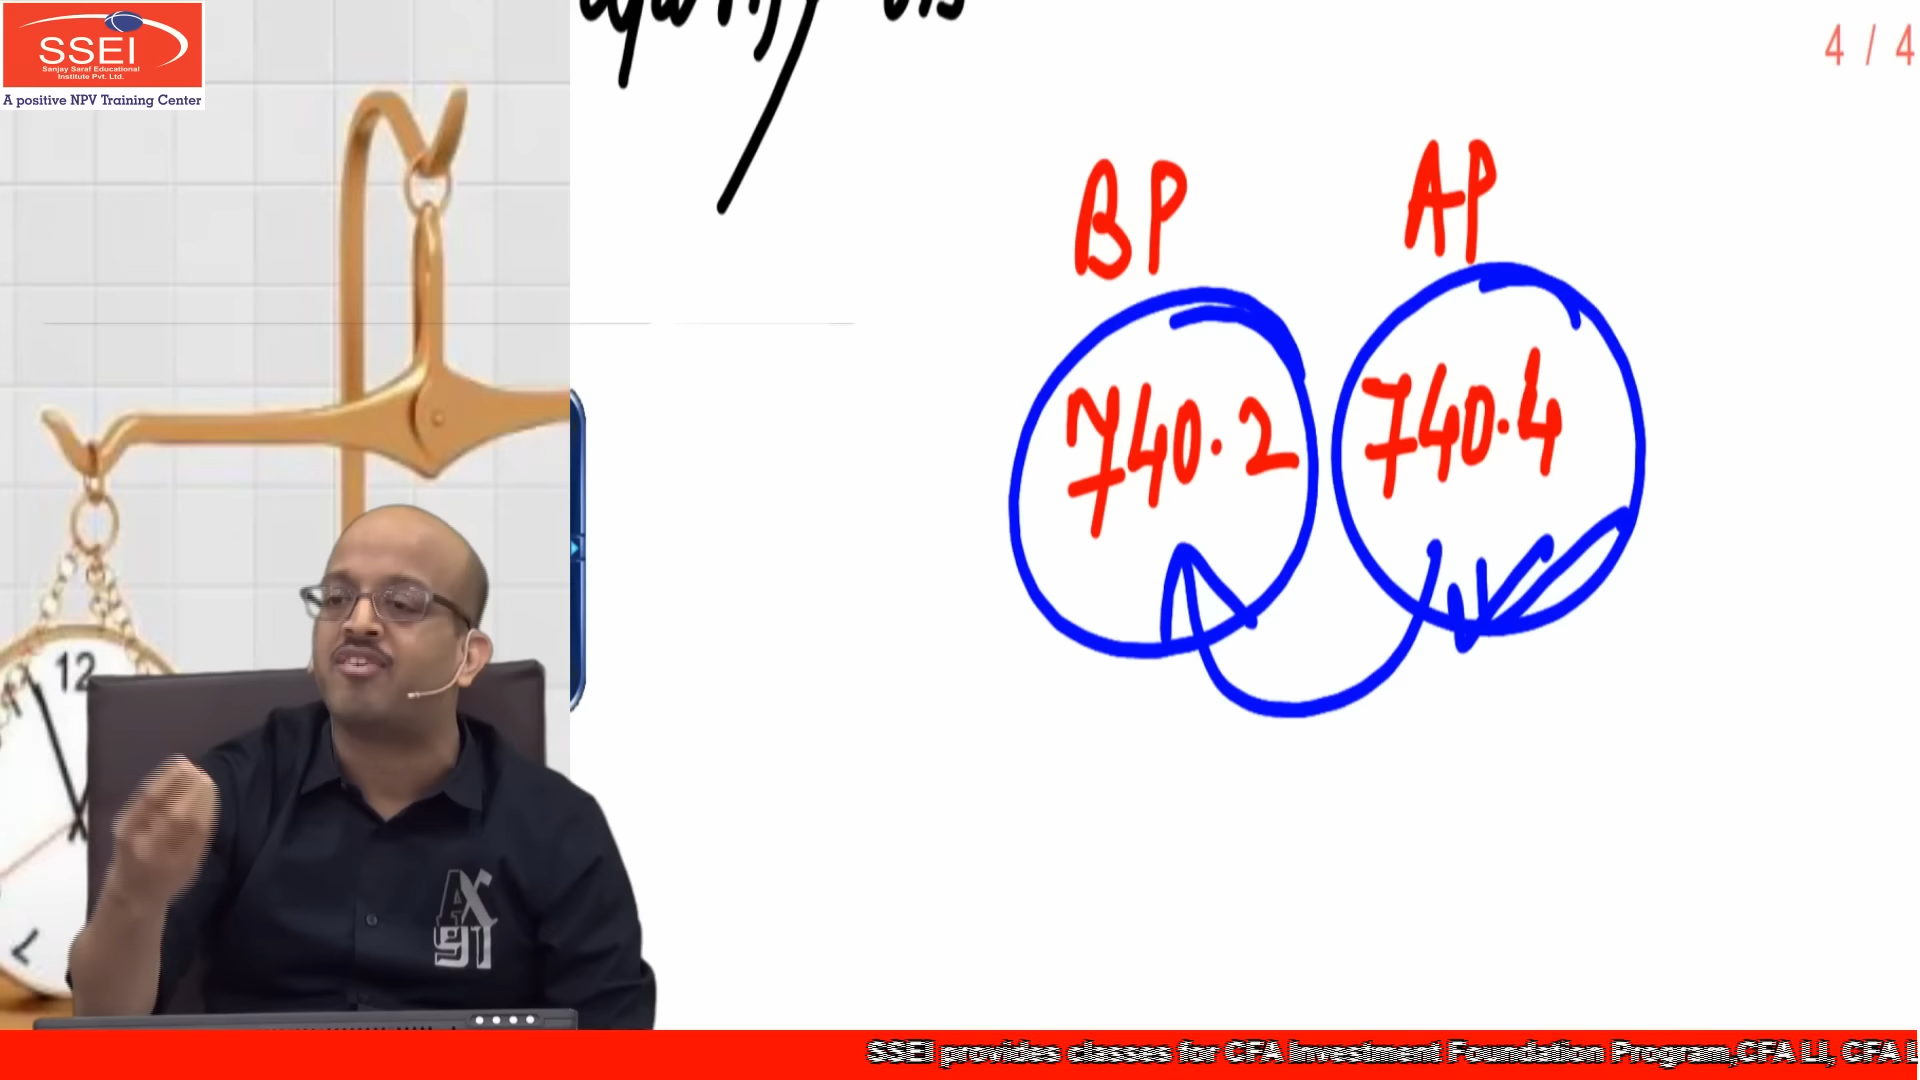 SSEI
Sanjay Saraf Educational
Institute Pvt. Ltd.
A positive NPV Training Center
4 / 4
BP AP
740.2 740.4
12
SSEI provides classes for CFA Investment Foundation Program,CFA LI, CFA L